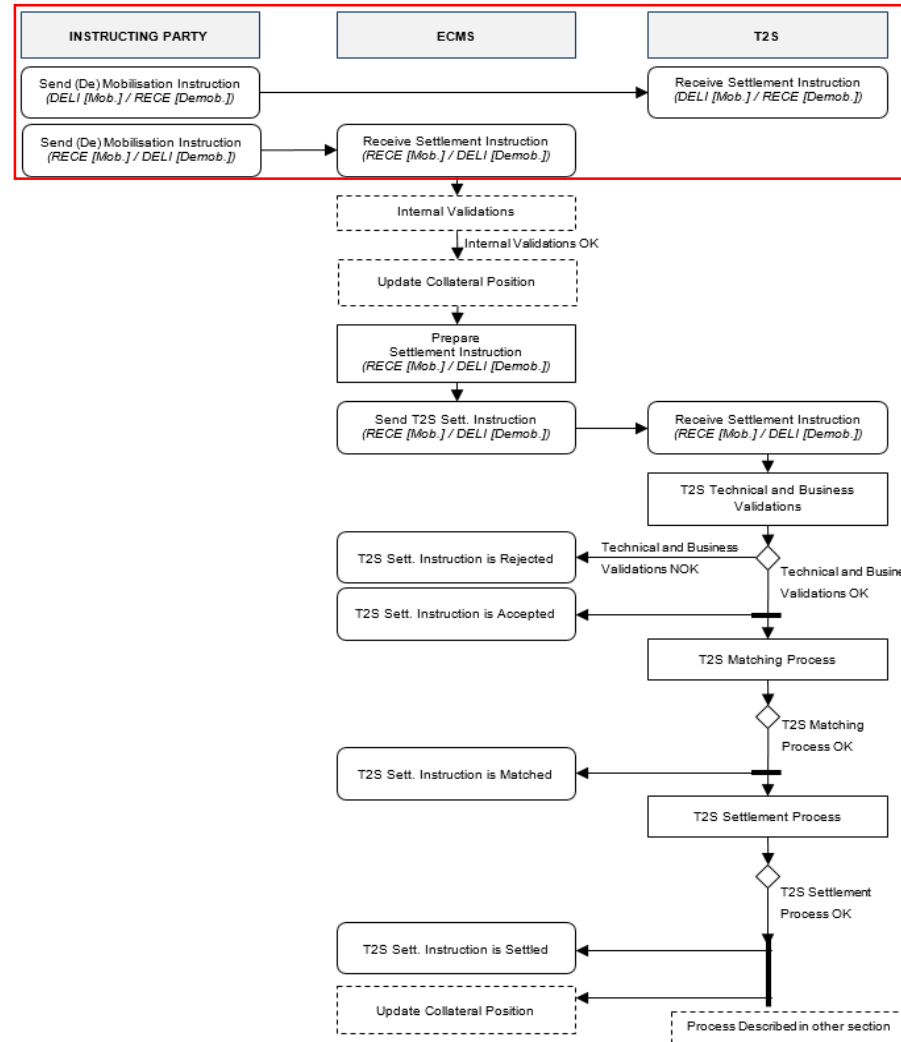 INSTRUCTING PARTY
ECMS
T2S
Send (De) Mobilisation Instruction
(DELI [Mob.] / RECE [Demob.])
Receive Settlement Instruction
(DELI [Mob.] / RECE [Demob.])
Send (De) Mobilisation Instruction
(RECE [Mob.] / DELI [Demob.])
Receive Settlement Instruction
(RECE [Mob.] / DELI [Demob.])
Internal Validations
Internal Validations OK
Update Collateral Position
Prepare
Settlement Instruction
(RECE [Mob.] / DELI [Demob.])
Send T2S Sett. Instruction
(RECE [Mob.] / DELI [Demob.])
Receive Settlement Instruction
(RECE [Mob.] / DELI [Demob.])
T2S Technical and Business
Validations
Technical and Business
Validations NOK
T2S Sett. Instruction is Rejected
Technical and Busine
Validations OK
T2S Sett. Instruction is Accepted
T2S Matching Process
T2S Matching
Process OK
T2S Sett. Instruction is Matched
T2S Settlement Process
T2S Settlement
Process OK
T2S Sett. Instruction is Settled
Update Collateral Position
Process Described in other section